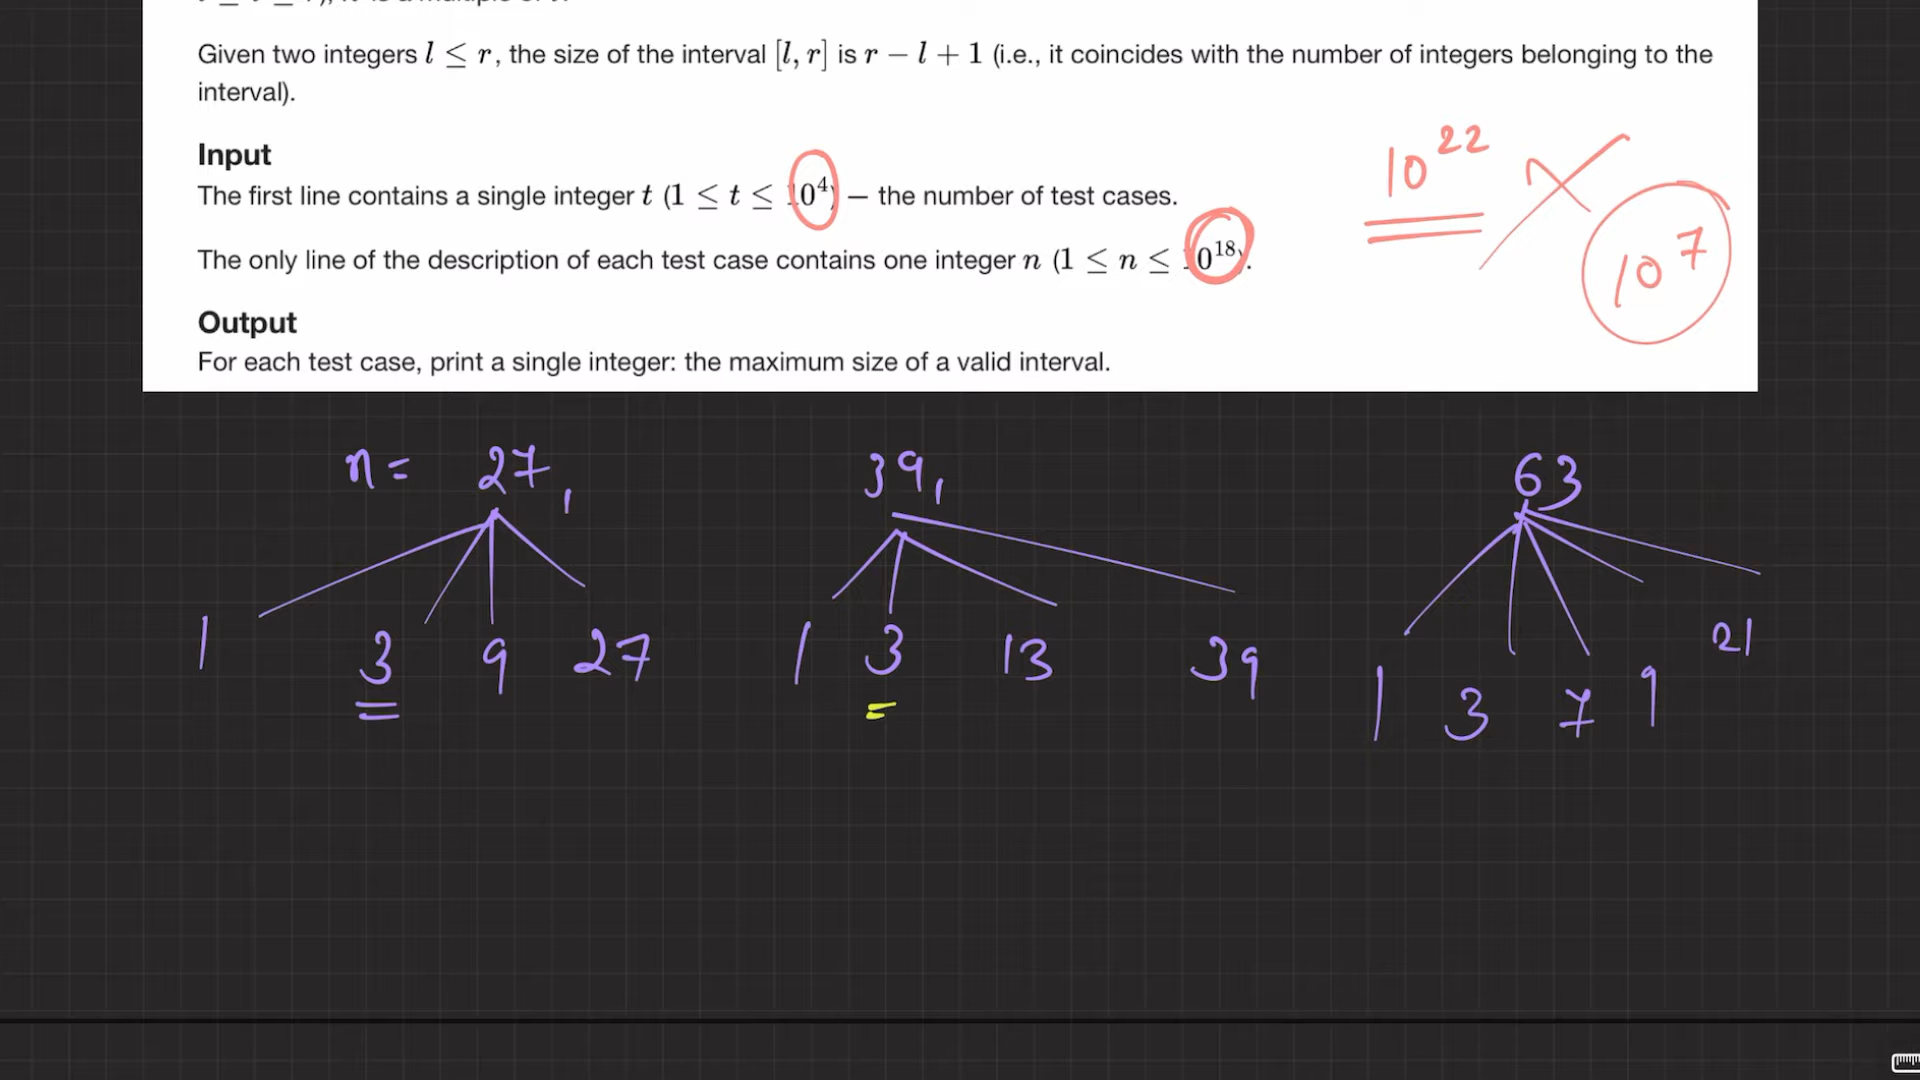 Given two integers l ≤ r, the size of the interval [l, r] is r − l + 1 (i.e., it coincides with the number of integers belonging to the
interval).
Input
The first line contains a single integer t (1 ≤ t ≤ 10^4) — the number of test cases.
The only line of the description of each test case contains one integer n (1 ≤ n ≤ 10^18).
Output
For each test case, print a single integer: the maximum size of a valid interval.
10^22
10^7
n = 27,
1 3 9 27
39,
1 3 13 39
63
1 3 7 9 21